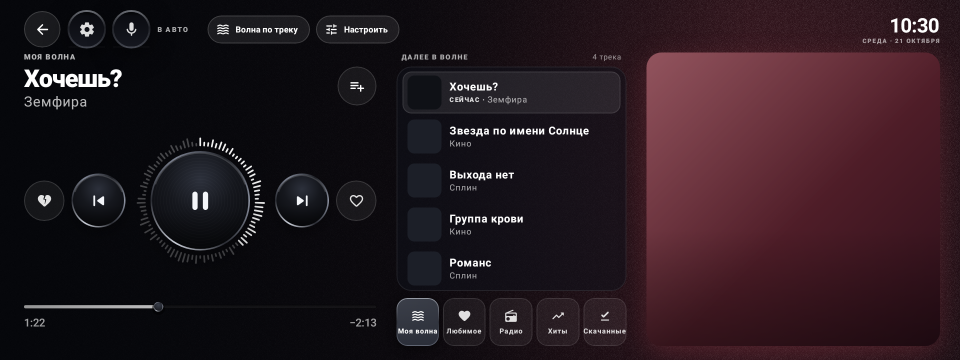 В АВТО
Волна по треку
Настроить
10:30
СРЕДА · 21 ОКТЯБРЯ
МОЯ ВОЛНА
Хочешь?
Земфира
1:22
−2:13
ДАЛЕЕ В ВОЛНЕ
4 трека
Хочешь?
СЕЙЧАС · Земфира
Звезда по имени Солнце
Кино
Выхода нет
Сплин
Группа крови
Кино
Романс
Сплин
Моя волна
Любимое
Радио
Хиты
Скачанные